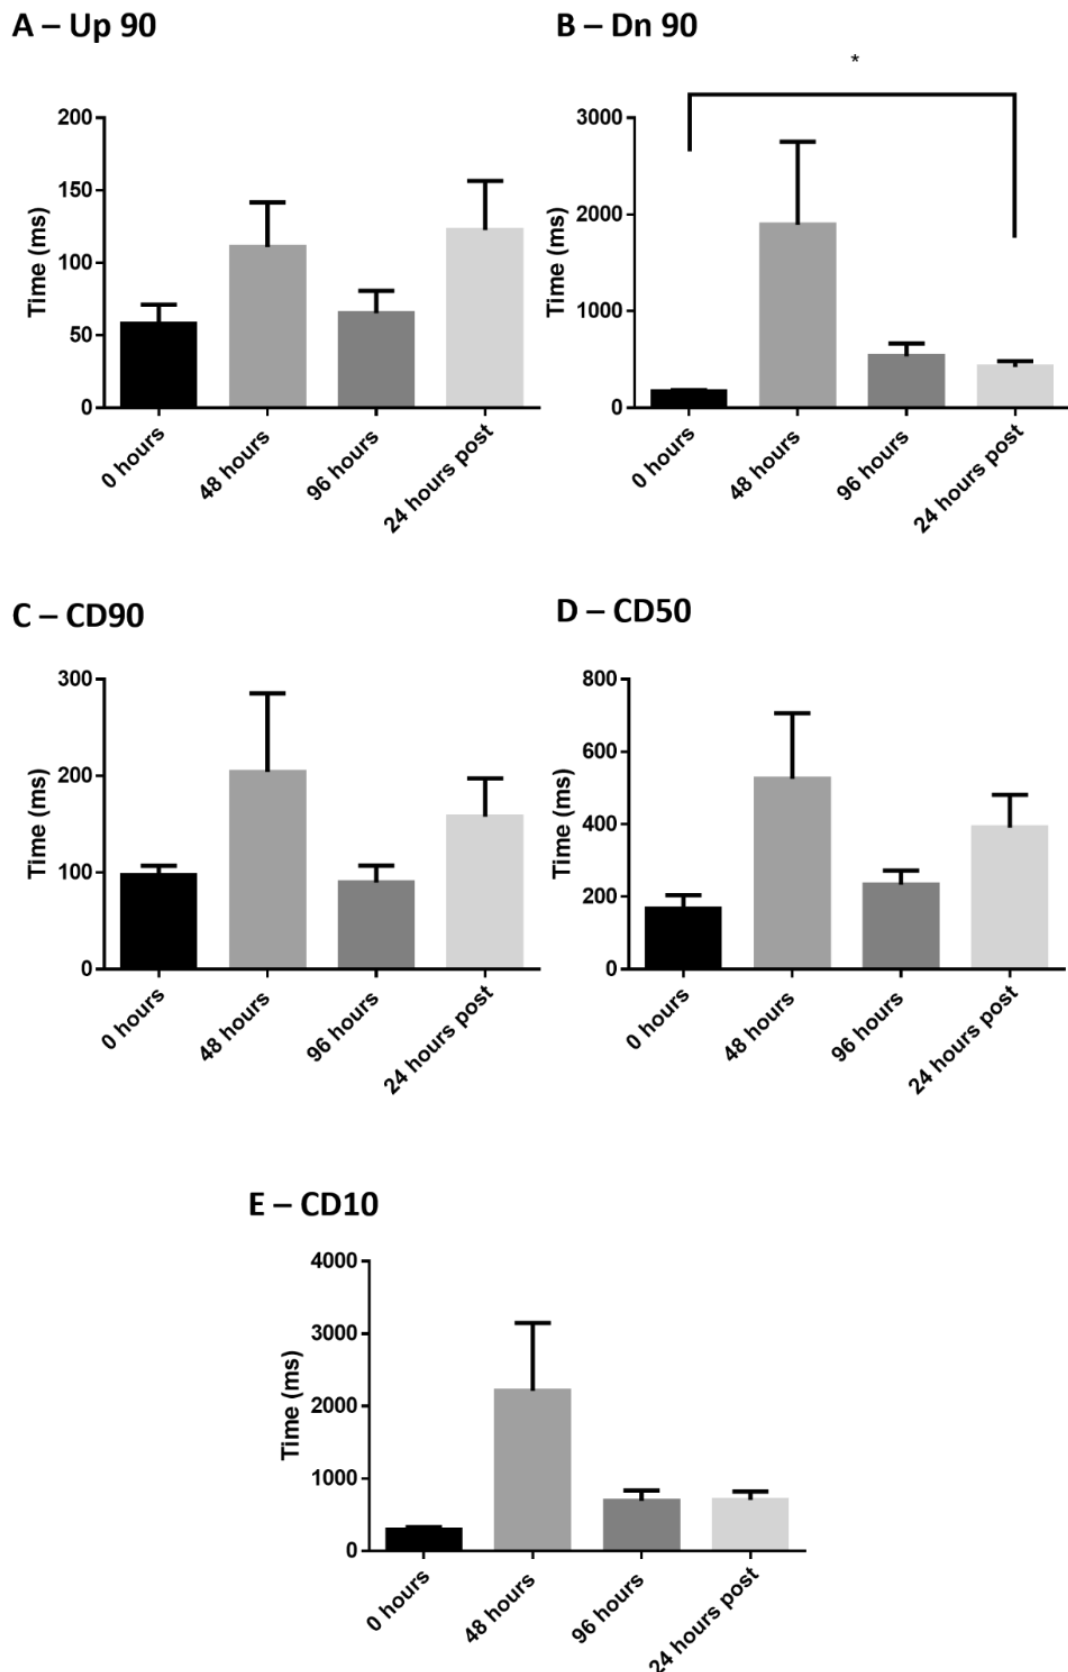 A – Up 90
200
150
100
50
0
Time (ms)
0 hours
48 hours
96 hours
24 hours post
B – Dn 90
*
3000
2000
1000
0
Time (ms)
0 hours
48 hours
96 hours
24 hours post
C – CD90
300
200
100
0
Time (ms)
0 hours
48 hours
96 hours
24 hours post
D – CD50
800
600
400
200
0
Time (ms)
0 hours
48 hours
96 hours
24 hours post
E – CD10
4000
3000
2000
1000
0
Time (ms)
0 hours
48 hours
96 hours
24 hours post